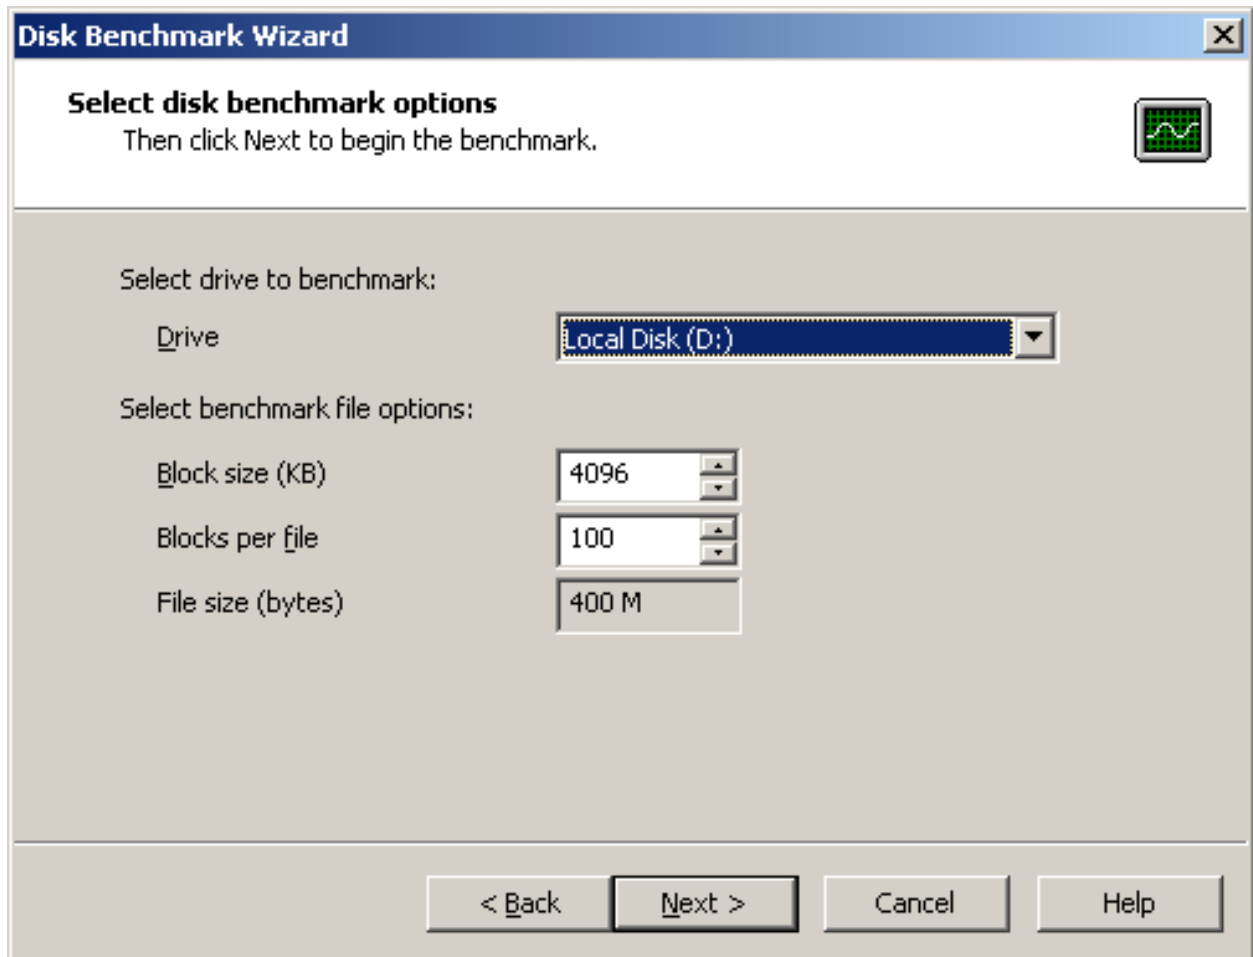 Disk Benchmark Wizard
Select disk benchmark options
Then click Next to begin the benchmark.
Select drive to benchmark:
Drive Local Disk (D:)
Select benchmark file options:
Block size (KB) 4096
Blocks per file 100
File size (bytes) 400 M
< Back Next > Cancel Help